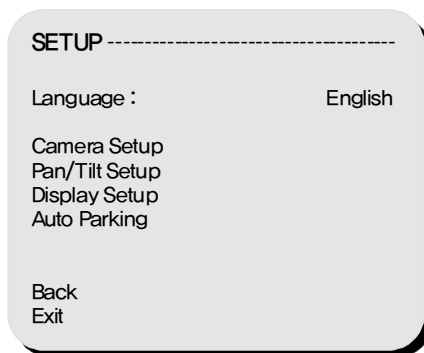 SETUP ---------------------------------------
Language : English
Camera Setup
Pan/Tilt Setup
Display Setup
Auto Parking
Back
Exit